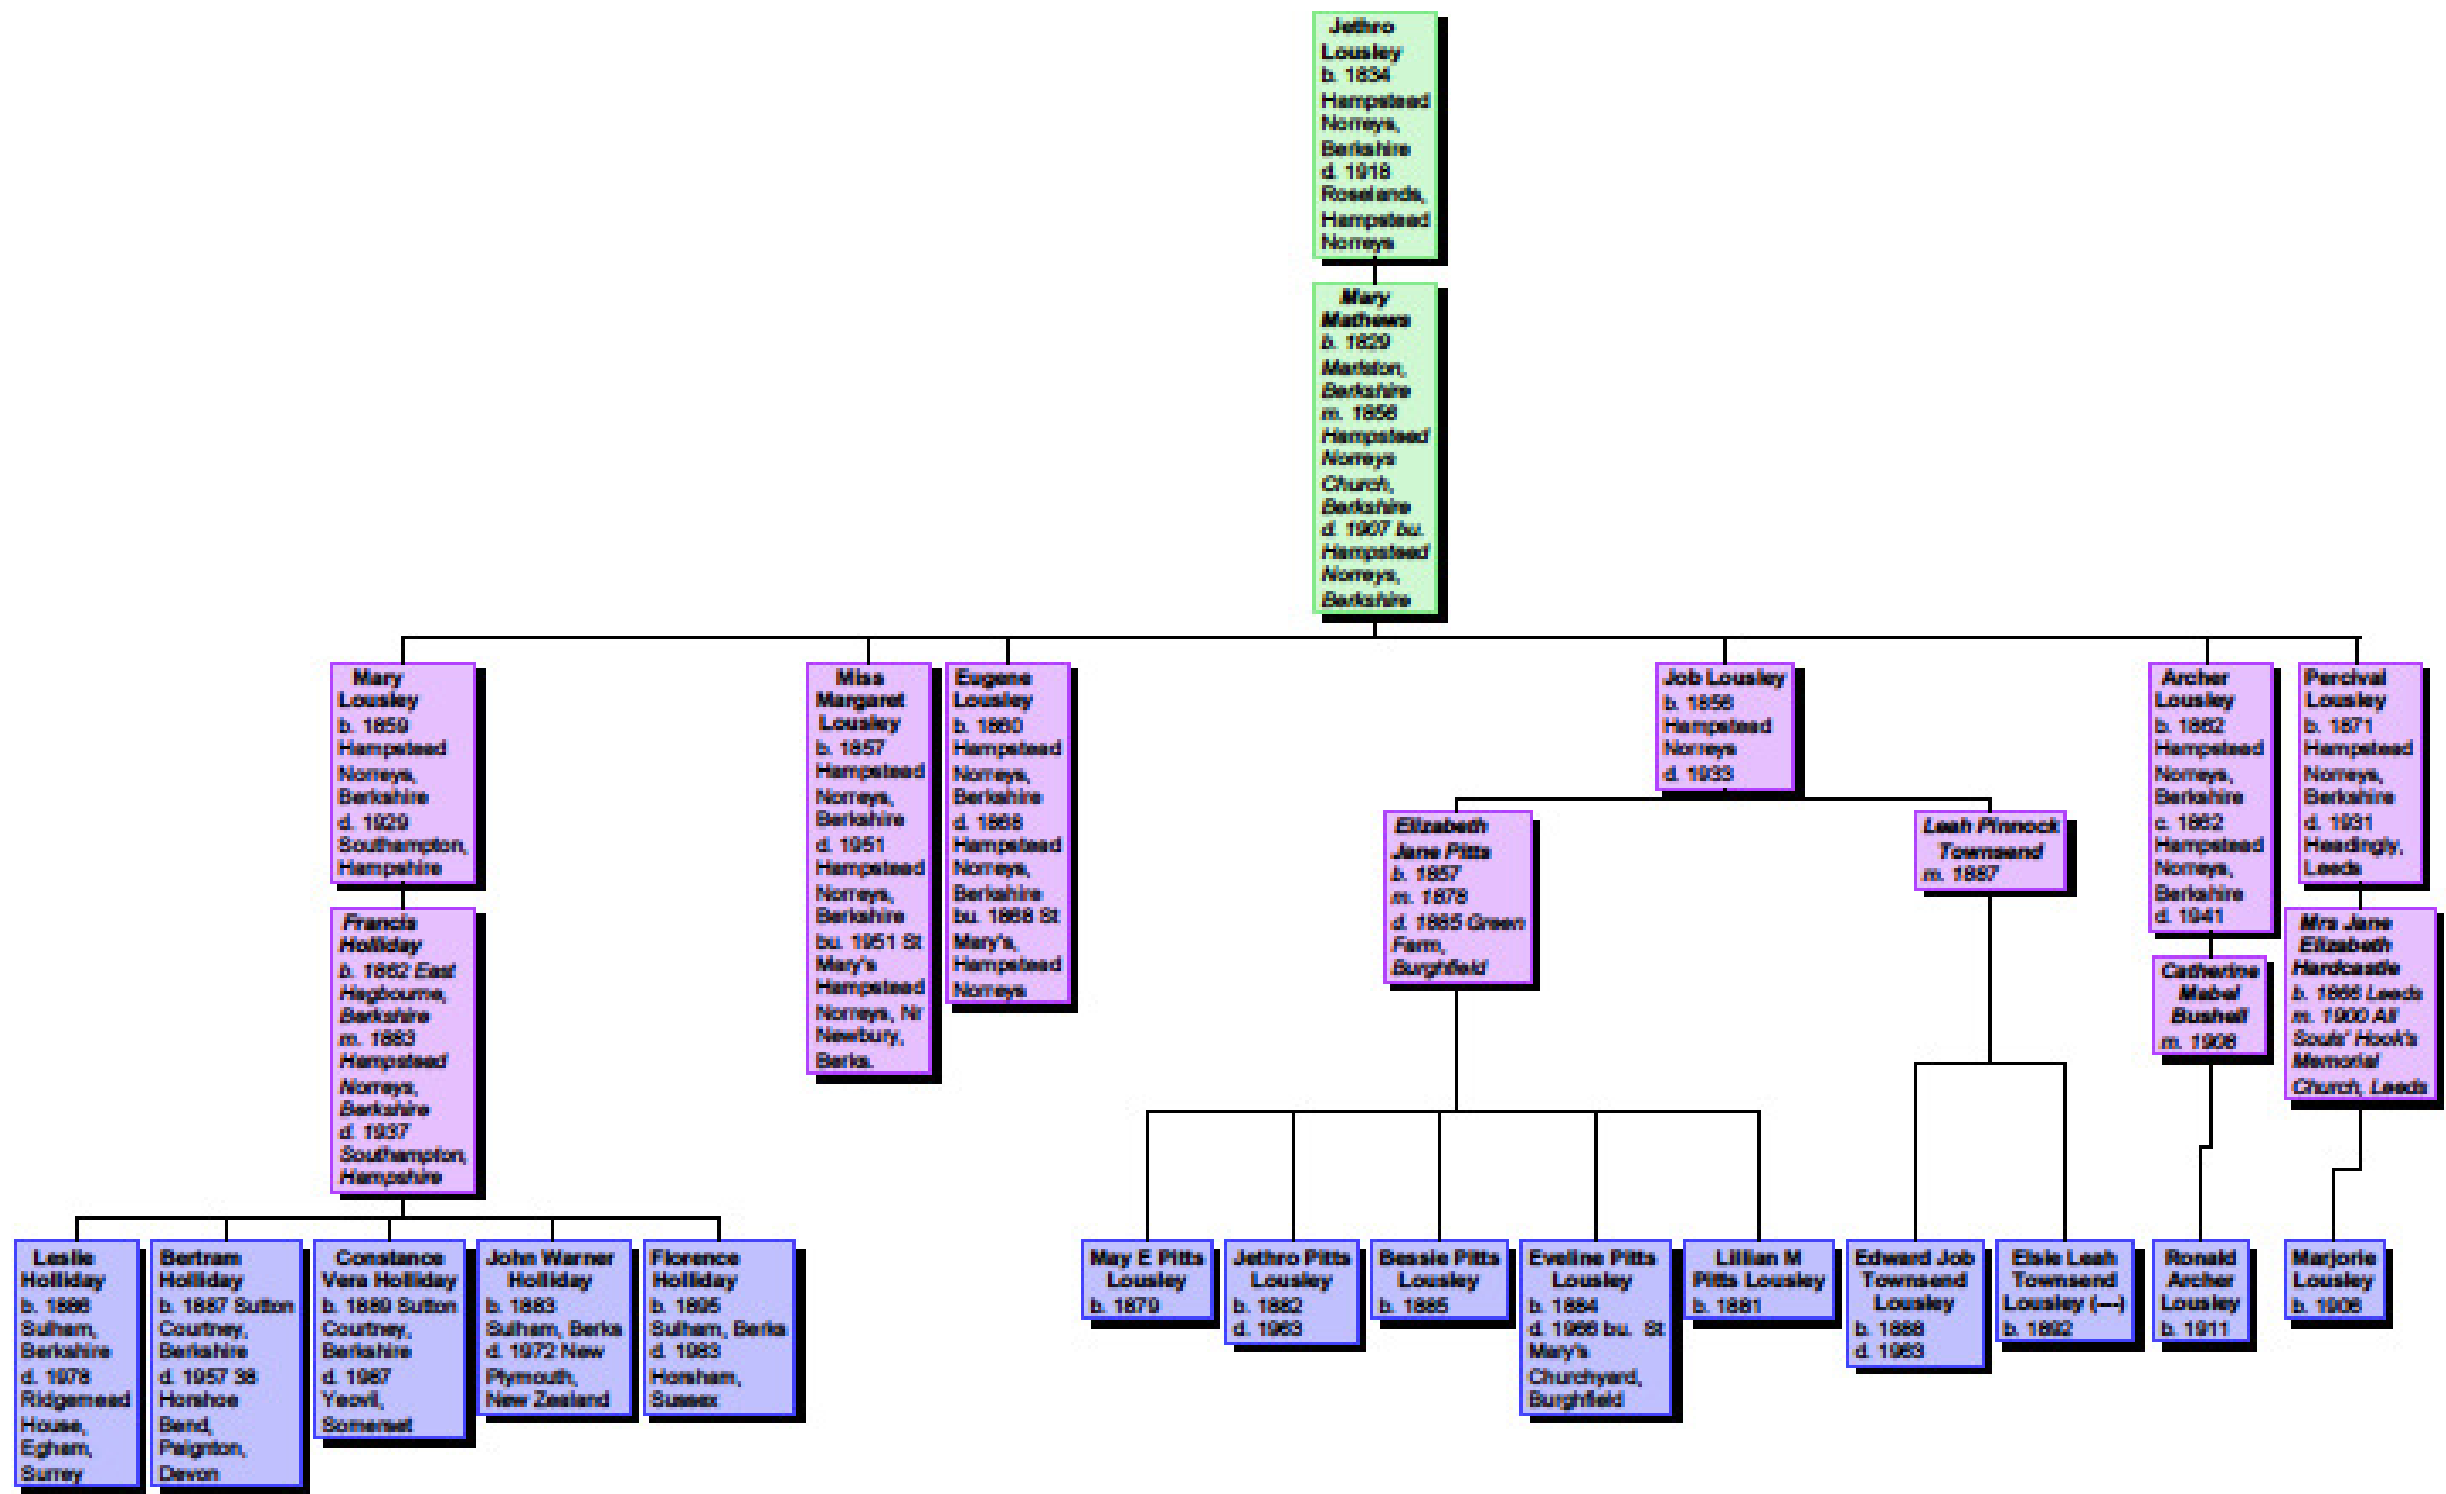 Jethro
Lousley
b. 1834
Hampstead
Norreys,
Berkshire
d. 1918
Roselands,
Hampstead
Norreys
Mary
Mathews
b. 1829
Marlston,
Berkshire
m. 1856
Hampstead
Norreys
Church,
Berkshire
d. 1907 bu.
Hampstead
Norreys,
Berkshire
Mary
Lousley
b. 1859
Hampstead
Norreys,
Berkshire
d. 1929
Southampton,
Hampshire
Francis
Holliday
b. 1862 East
Hagbourne,
Berkshire
m. 1883
Hampstead
Norreys,
Berkshire
d. 1937
Southampton,
Hampshire
Miss
Margaret
Lousley
b. 1857
Hampstead
Norreys,
Berkshire
d. 1951
Hampstead
Norreys,
Berkshire
bu. 1951 St
Mary's
Hampstead
Norreys, Nr
Newbury,
Berks.
Eugene
Lousley
b. 1860
Hampstead
Norreys,
Berkshire
d. 1868
Hampstead
Norreys,
Berkshire
bu. 1868 St
Mary's,
Hampstead
Norreys
Job Lousley
b. 1856
Hampstead
Norreys
d. 1933
Elizabeth
Jane Pitts
b. 1857
m. 1878
d. 1885 Green
Farm,
Burghfield
Leah Pinnock
Townsend
m. 1887
Archer
Lousley
b. 1862
Hampstead
Norreys,
Berkshire
c. 1862
Hampstead
Norreys,
Berkshire
d. 1941
Catherine
Mabel
Bushell
m. 1908
Percival
Lousley
b. 1871
Hampstead
Norreys,
Berkshire
d. 1931
Headingly,
Leeds
Mrs Jane
Elizabeth
Hardcastle
b. 1866 Leeds
m. 1900 All
Souls' Hook's
Memorial
Church, Leeds
Leslie
Holliday
b. 1886
Sulham,
Berkshire
d. 1978
Ridgemead
House,
Egham,
Surrey
Bertram
Holliday
b. 1887 Sutton
Courtney,
Berkshire
d. 1957 38
Horshoe
Bend,
Paignton,
Devon
Constance
Vera Holliday
b. 1889 Sutton
Courtney,
Berkshire
d. 1987
Yeovil,
Somerset
John Warner
Holliday
b. 1883
Sulham, Berks
d. 1972 New
Plymouth,
New Zealand
Florence
Holliday
b. 1895
Sulham, Berks
d. 1983
Horsham,
Sussex
May E Pitts
Lousley
b. 1879
Jethro Pitts
Lousley
b. 1882
d. 1963
Bessie Pitts
Lousley
b. 1885
Eveline Pitts
Lousley
b. 1884
d. 1966 bu. St
Mary's
Churchyard,
Burghfield
Lillian M
Pitts Lousley
b. 1881
Edward Job
Townsend
Lousley
b. 1888
d. 1963
Elsie Leah
Townsend
Lousley (---)
b. 1892
Ronald
Archer
Lousley
b. 1911
Marjorie
Lousley
b. 1906